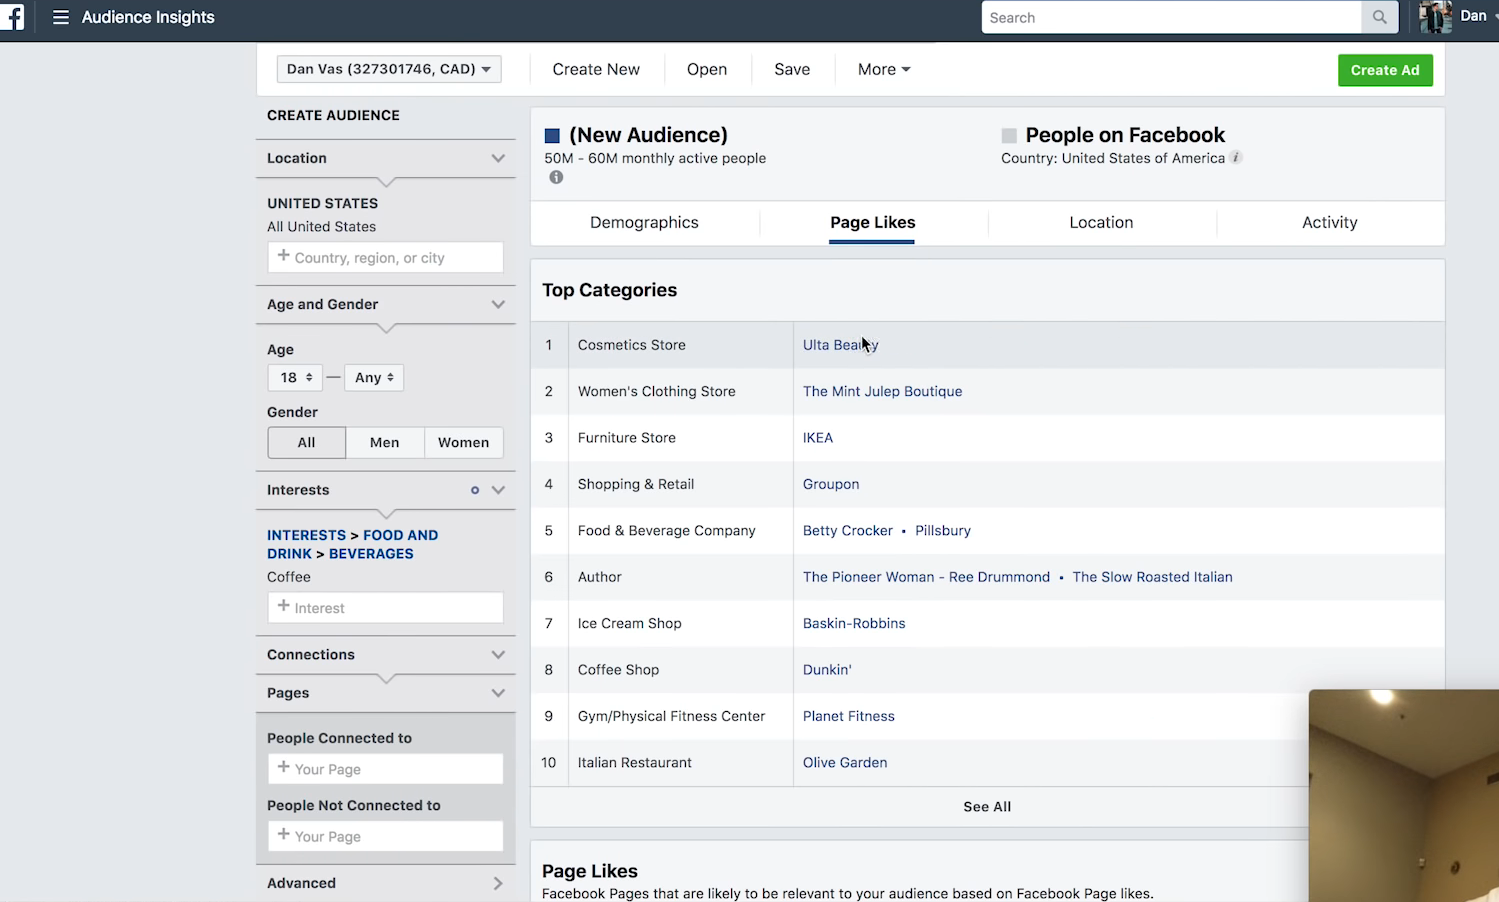 Audience Insights
Search
Dan
Dan Vas (327301746, CAD)
Create New
Open
Save
More
Create Ad
CREATE AUDIENCE
Location
UNITED STATES
All United States
+ Country, region, or city
Age and Gender
Age
18 — Any
Gender
All
Men
Women
Interests
INTERESTS > FOOD AND
DRINK > BEVERAGES
Coffee
+ Interest
Connections
Pages
People Connected to
+ Your Page
People Not Connected to
+ Your Page
Advanced
(New Audience)
50M - 60M monthly active people
People on Facebook
Country: United States of America
Demographics
Page Likes
Location
Activity
Top Categories
1 Cosmetics Store Ulta Beauty
2 Women's Clothing Store The Mint Julep Boutique
3 Furniture Store IKEA
4 Shopping & Retail Groupon
5 Food & Beverage Company Betty Crocker • Pillsbury
6 Author The Pioneer Woman - Ree Drummond • The Slow Roasted Italian
7 Ice Cream Shop Baskin-Robbins
8 Coffee Shop Dunkin'
9 Gym/Physical Fitness Center Planet Fitness
10 Italian Restaurant Olive Garden
See All
Page Likes
Facebook Pages that are likely to be relevant to your audience based on Facebook Page likes.